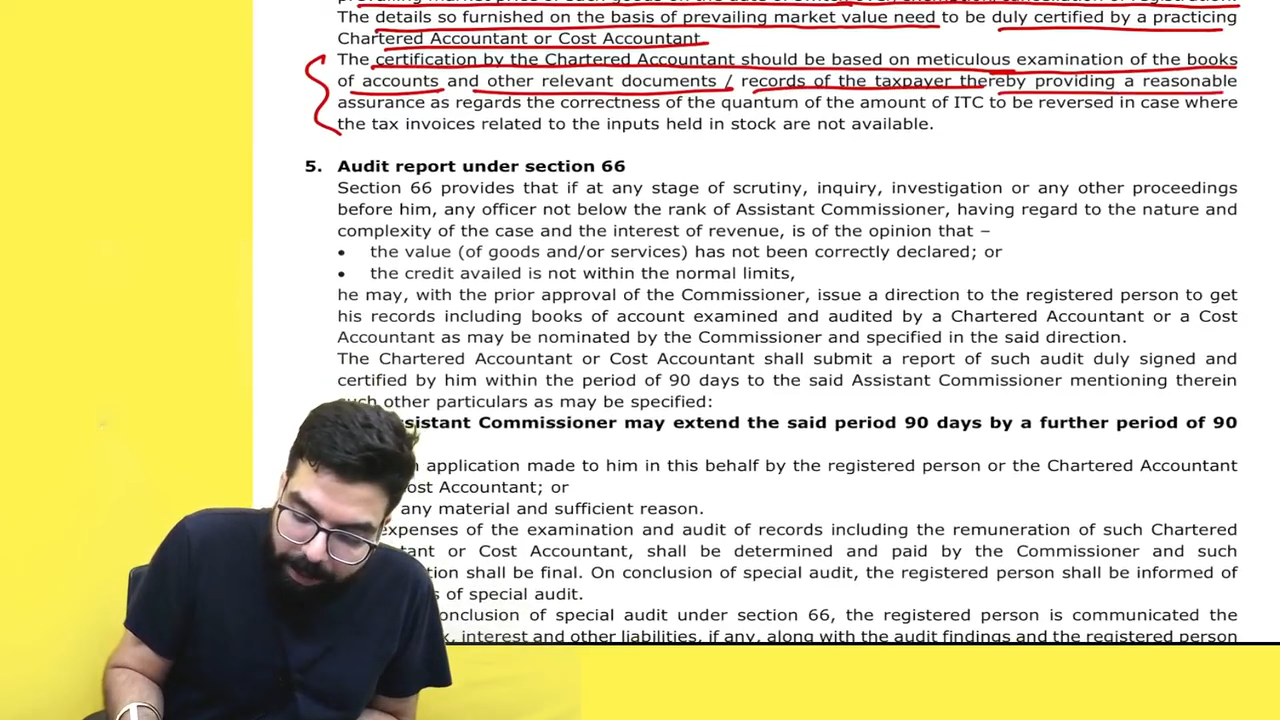 prevailing market price of such goods on the date of switch over/exemption/cancellation of registration.
The details so furnished on the basis of prevailing market value need to be duly certified by a practicing
Chartered Accountant or Cost Accountant
The certification by the Chartered Accountant should be based on meticulous examination of the books
of accounts and other relevant documents / records of the taxpayer thereby providing a reasonable
assurance as regards the correctness of the quantum of the amount of ITC to be reversed in case where
the tax invoices related to the inputs held in stock are not available.
5. Audit report under section 66
Section 66 provides that if at any stage of scrutiny, inquiry, investigation or any other proceedings
before him, any officer not below the rank of Assistant Commissioner, having regard to the nature and
complexity of the case and the interest of revenue, is of the opinion that –
• the value (of goods and/or services) has not been correctly declared; or
• the credit availed is not within the normal limits,
he may, with the prior approval of the Commissioner, issue a direction to the registered person to get
his records including books of account examined and audited by a Chartered Accountant or a Cost
Accountant as may be nominated by the Commissioner and specified in the said direction.
The Chartered Accountant or Cost Accountant shall submit a report of such audit duly signed and
certified by him within the period of 90 days to the said Assistant Commissioner mentioning therein
such other particulars as may be specified:
sistant Commissioner may extend the said period 90 days by a further period of 90
application made to him in this behalf by the registered person or the Chartered Accountant
ost Accountant; or
any material and sufficient reason.
expenses of the examination and audit of records including the remuneration of such Chartered
tant or Cost Accountant, shall be determined and paid by the Commissioner and such
tion shall be final. On conclusion of special audit, the registered person shall be informed of
s of special audit.
onclusion of special audit under section 66, the registered person is communicated the
, interest and other liabilities, if any, along with the audit findings and the registered person